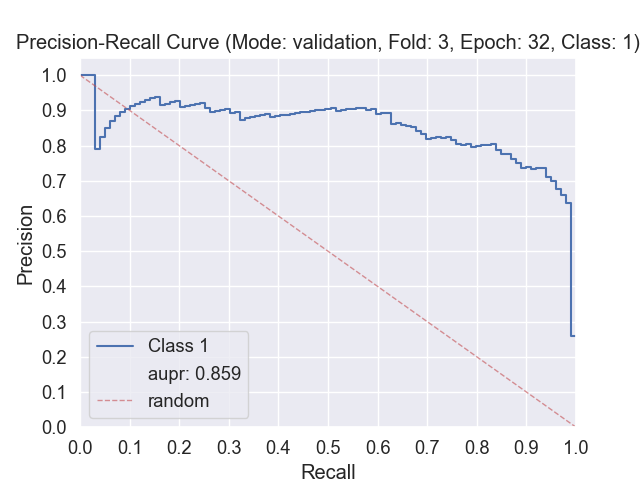 Precision-Recall Curve (Mode: validation, Fold: 3, Epoch: 32, Class: 1)
1.0
0.9
0.8
0.7
0.6
0.5
0.4
0.3
0.2
0.1
0.0
Precision
Class 1
aupr: 0.859
random
0.0 0.1 0.2 0.3 0.4 0.5 0.6 0.7 0.8 0.9 1.0
Recall